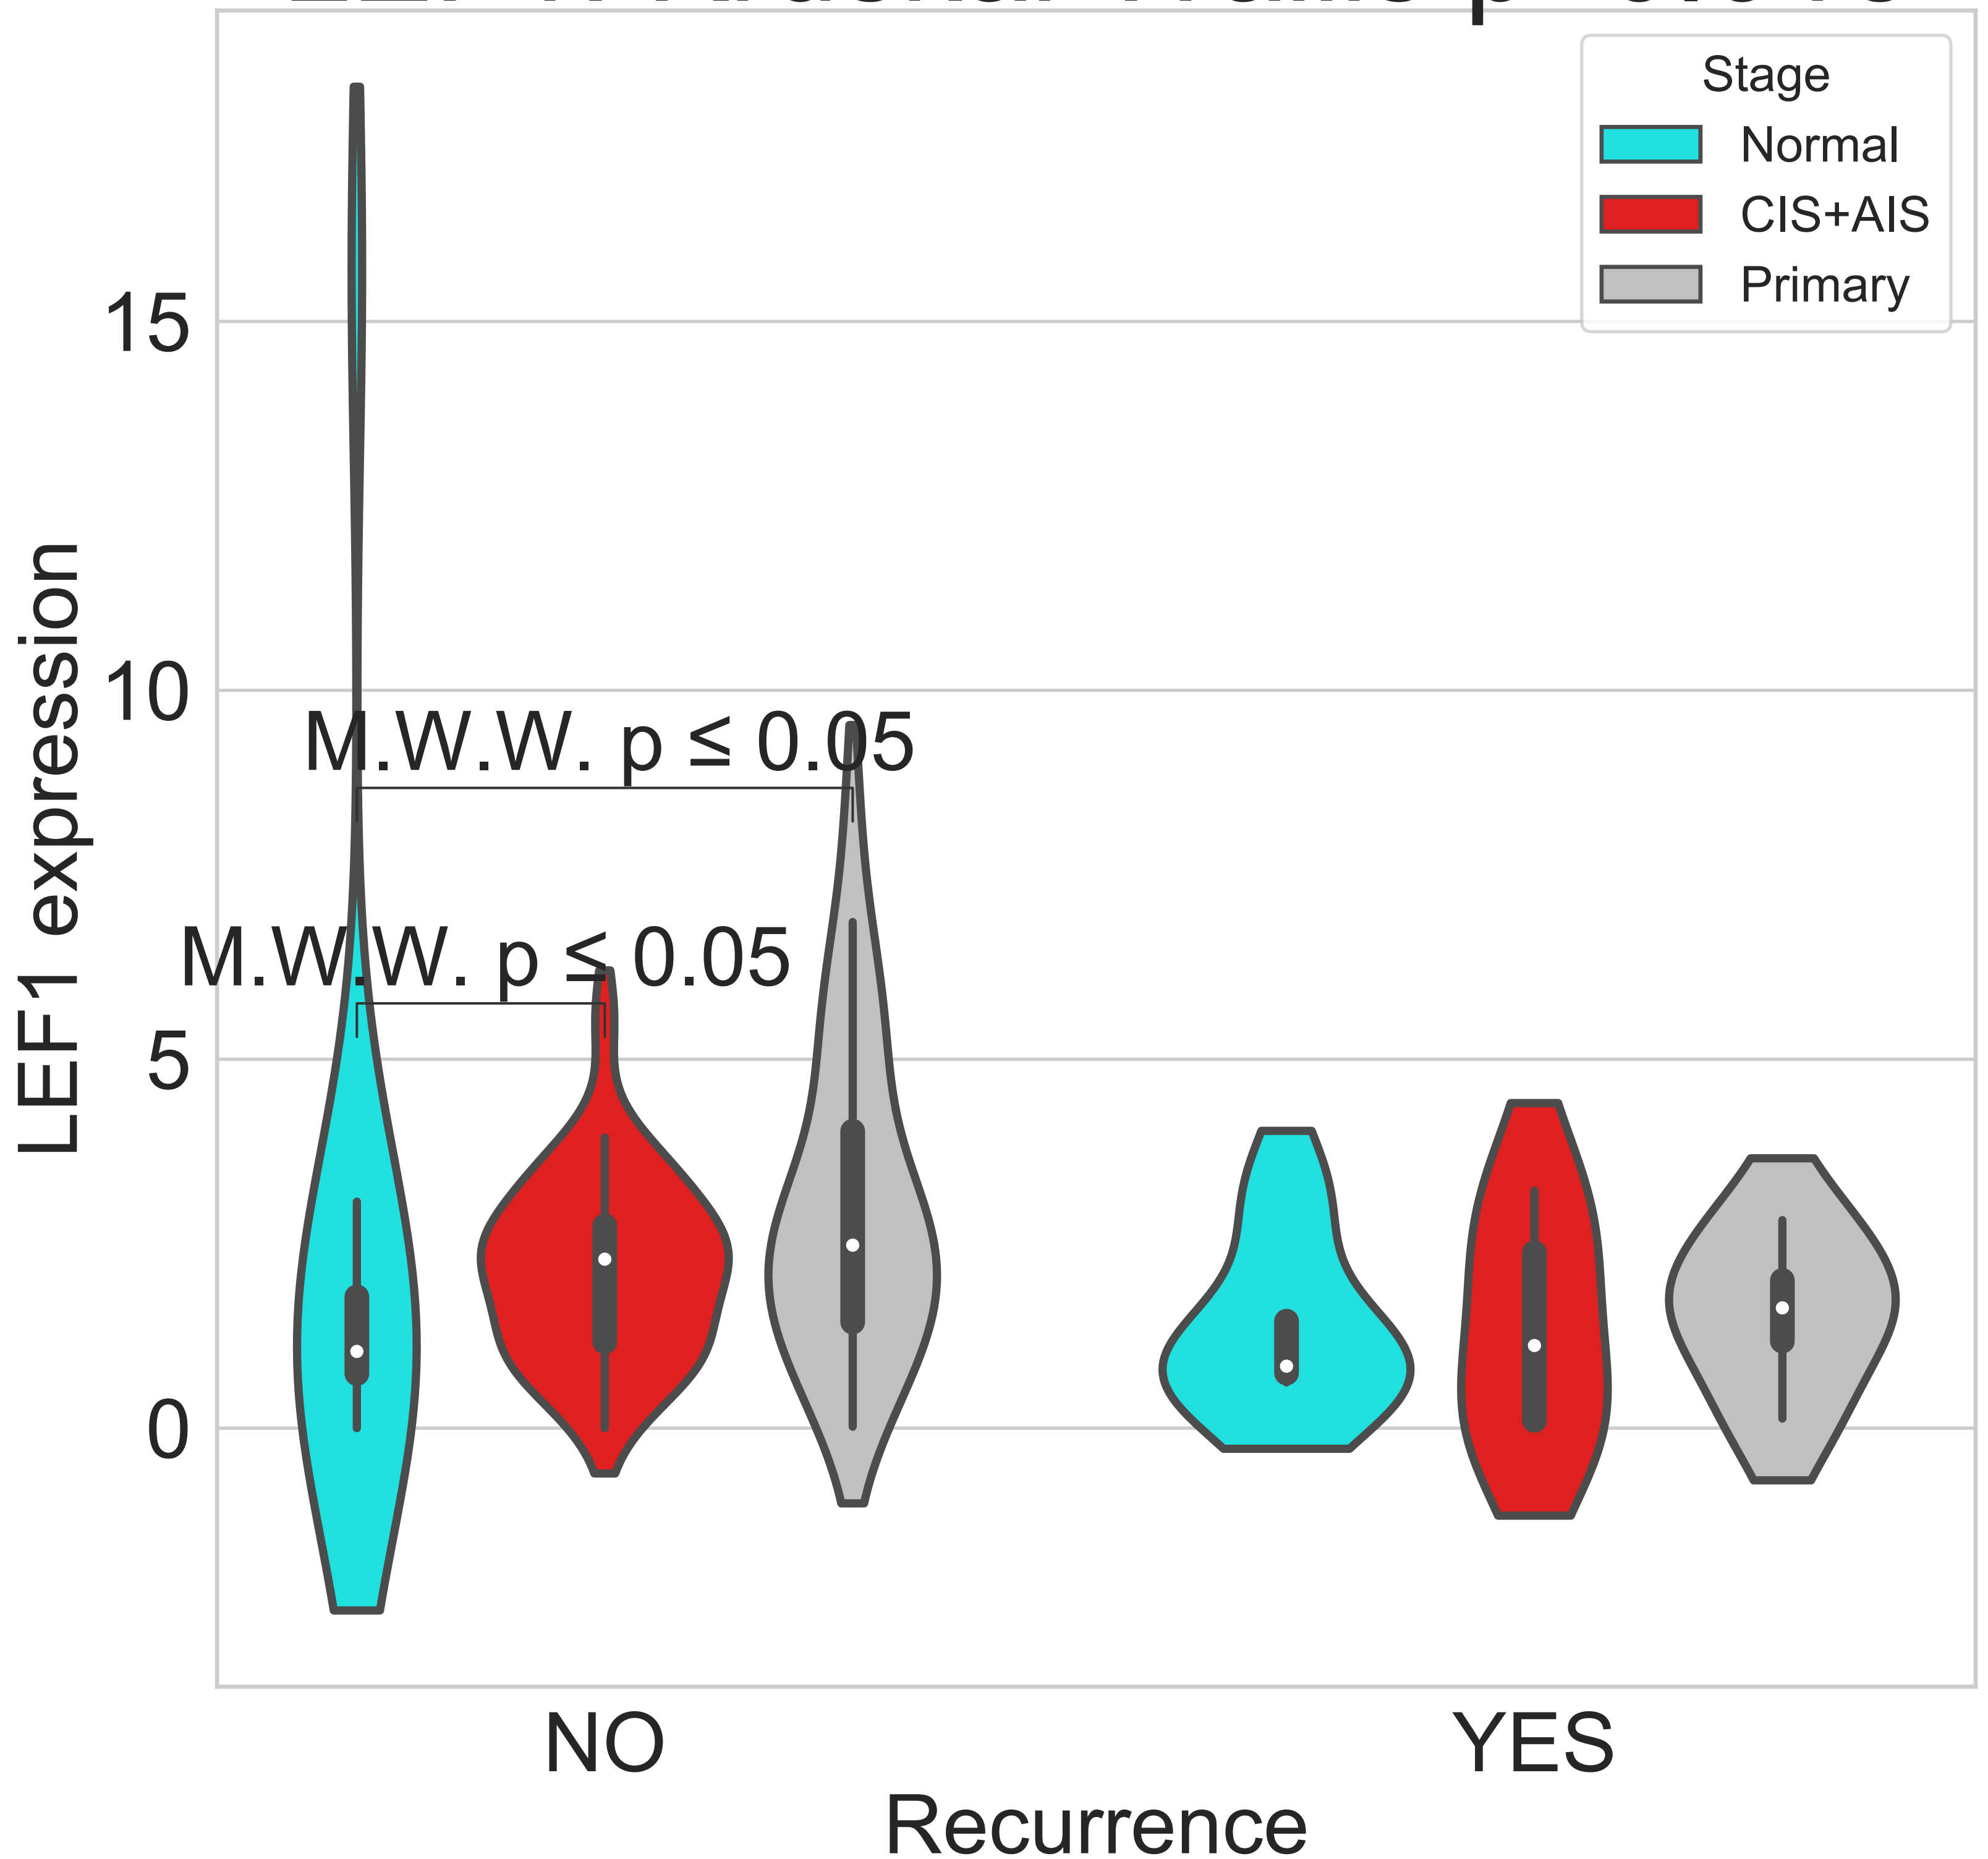 Stage
Normal
CIS+AIS
Primary
15
10
5
0
LEF1 expression
M.W.W. p ≤ 0.05
M.W.W. p ≤ 0.05
NO
YES
Recurrence